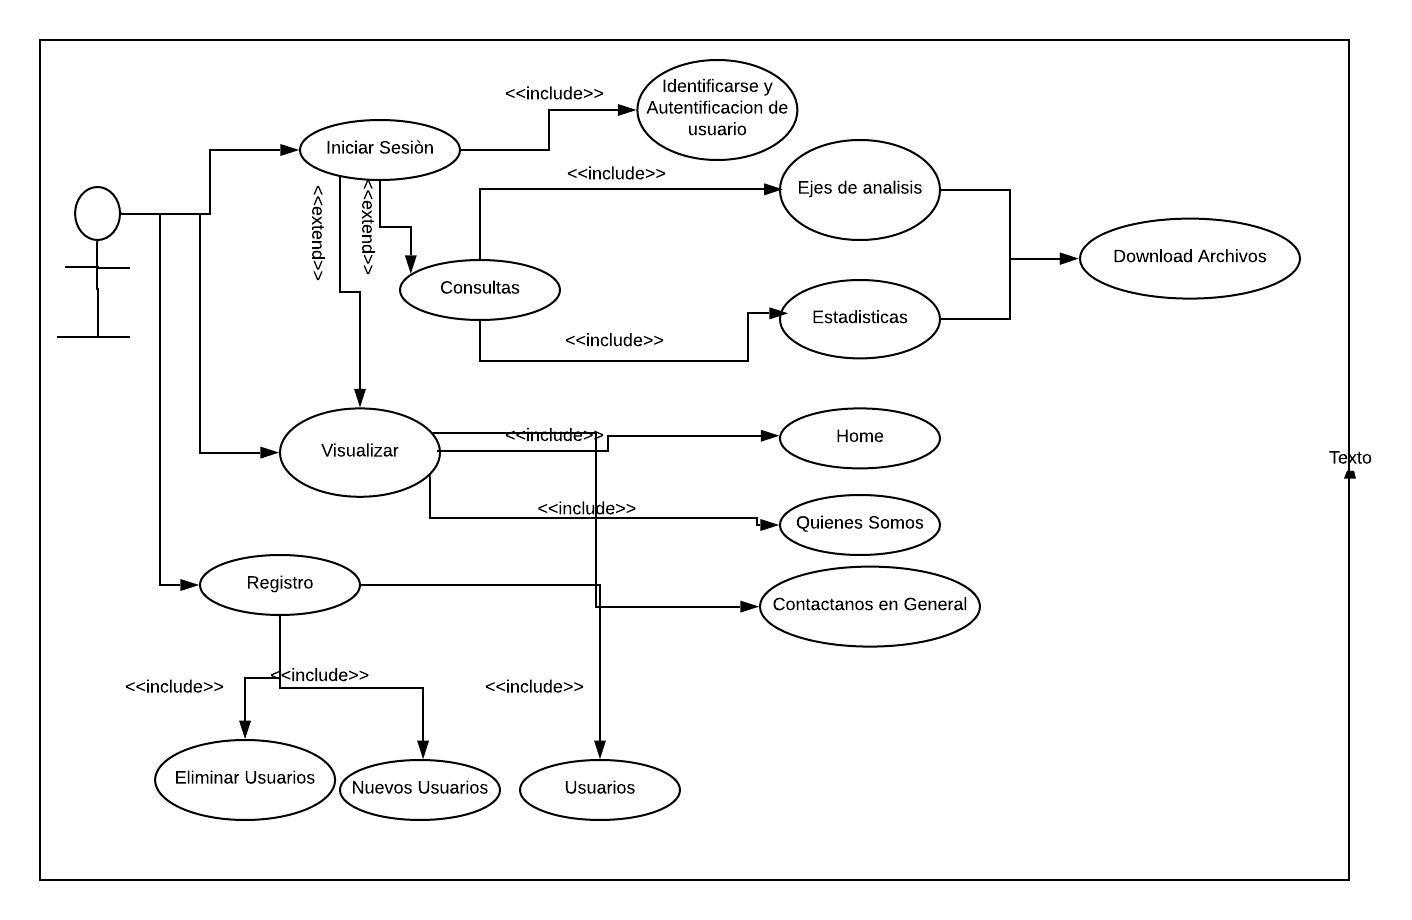 Identificarse y
Autentificacion de
usuario
<<include>>
Iniciar Sesiòn
<<include>>
Ejes de analisis
<<extend>>
<<extend>>
Download Archivos
Consultas
Estadisticas
<<include>>
Visualizar
<<include>>
Home
Texto
<<include>>
Quienes Somos
Registro
Contactanos en General
<<include>>
<<include>>
<<include>>
Eliminar Usuarios
Nuevos Usuarios
Usuarios